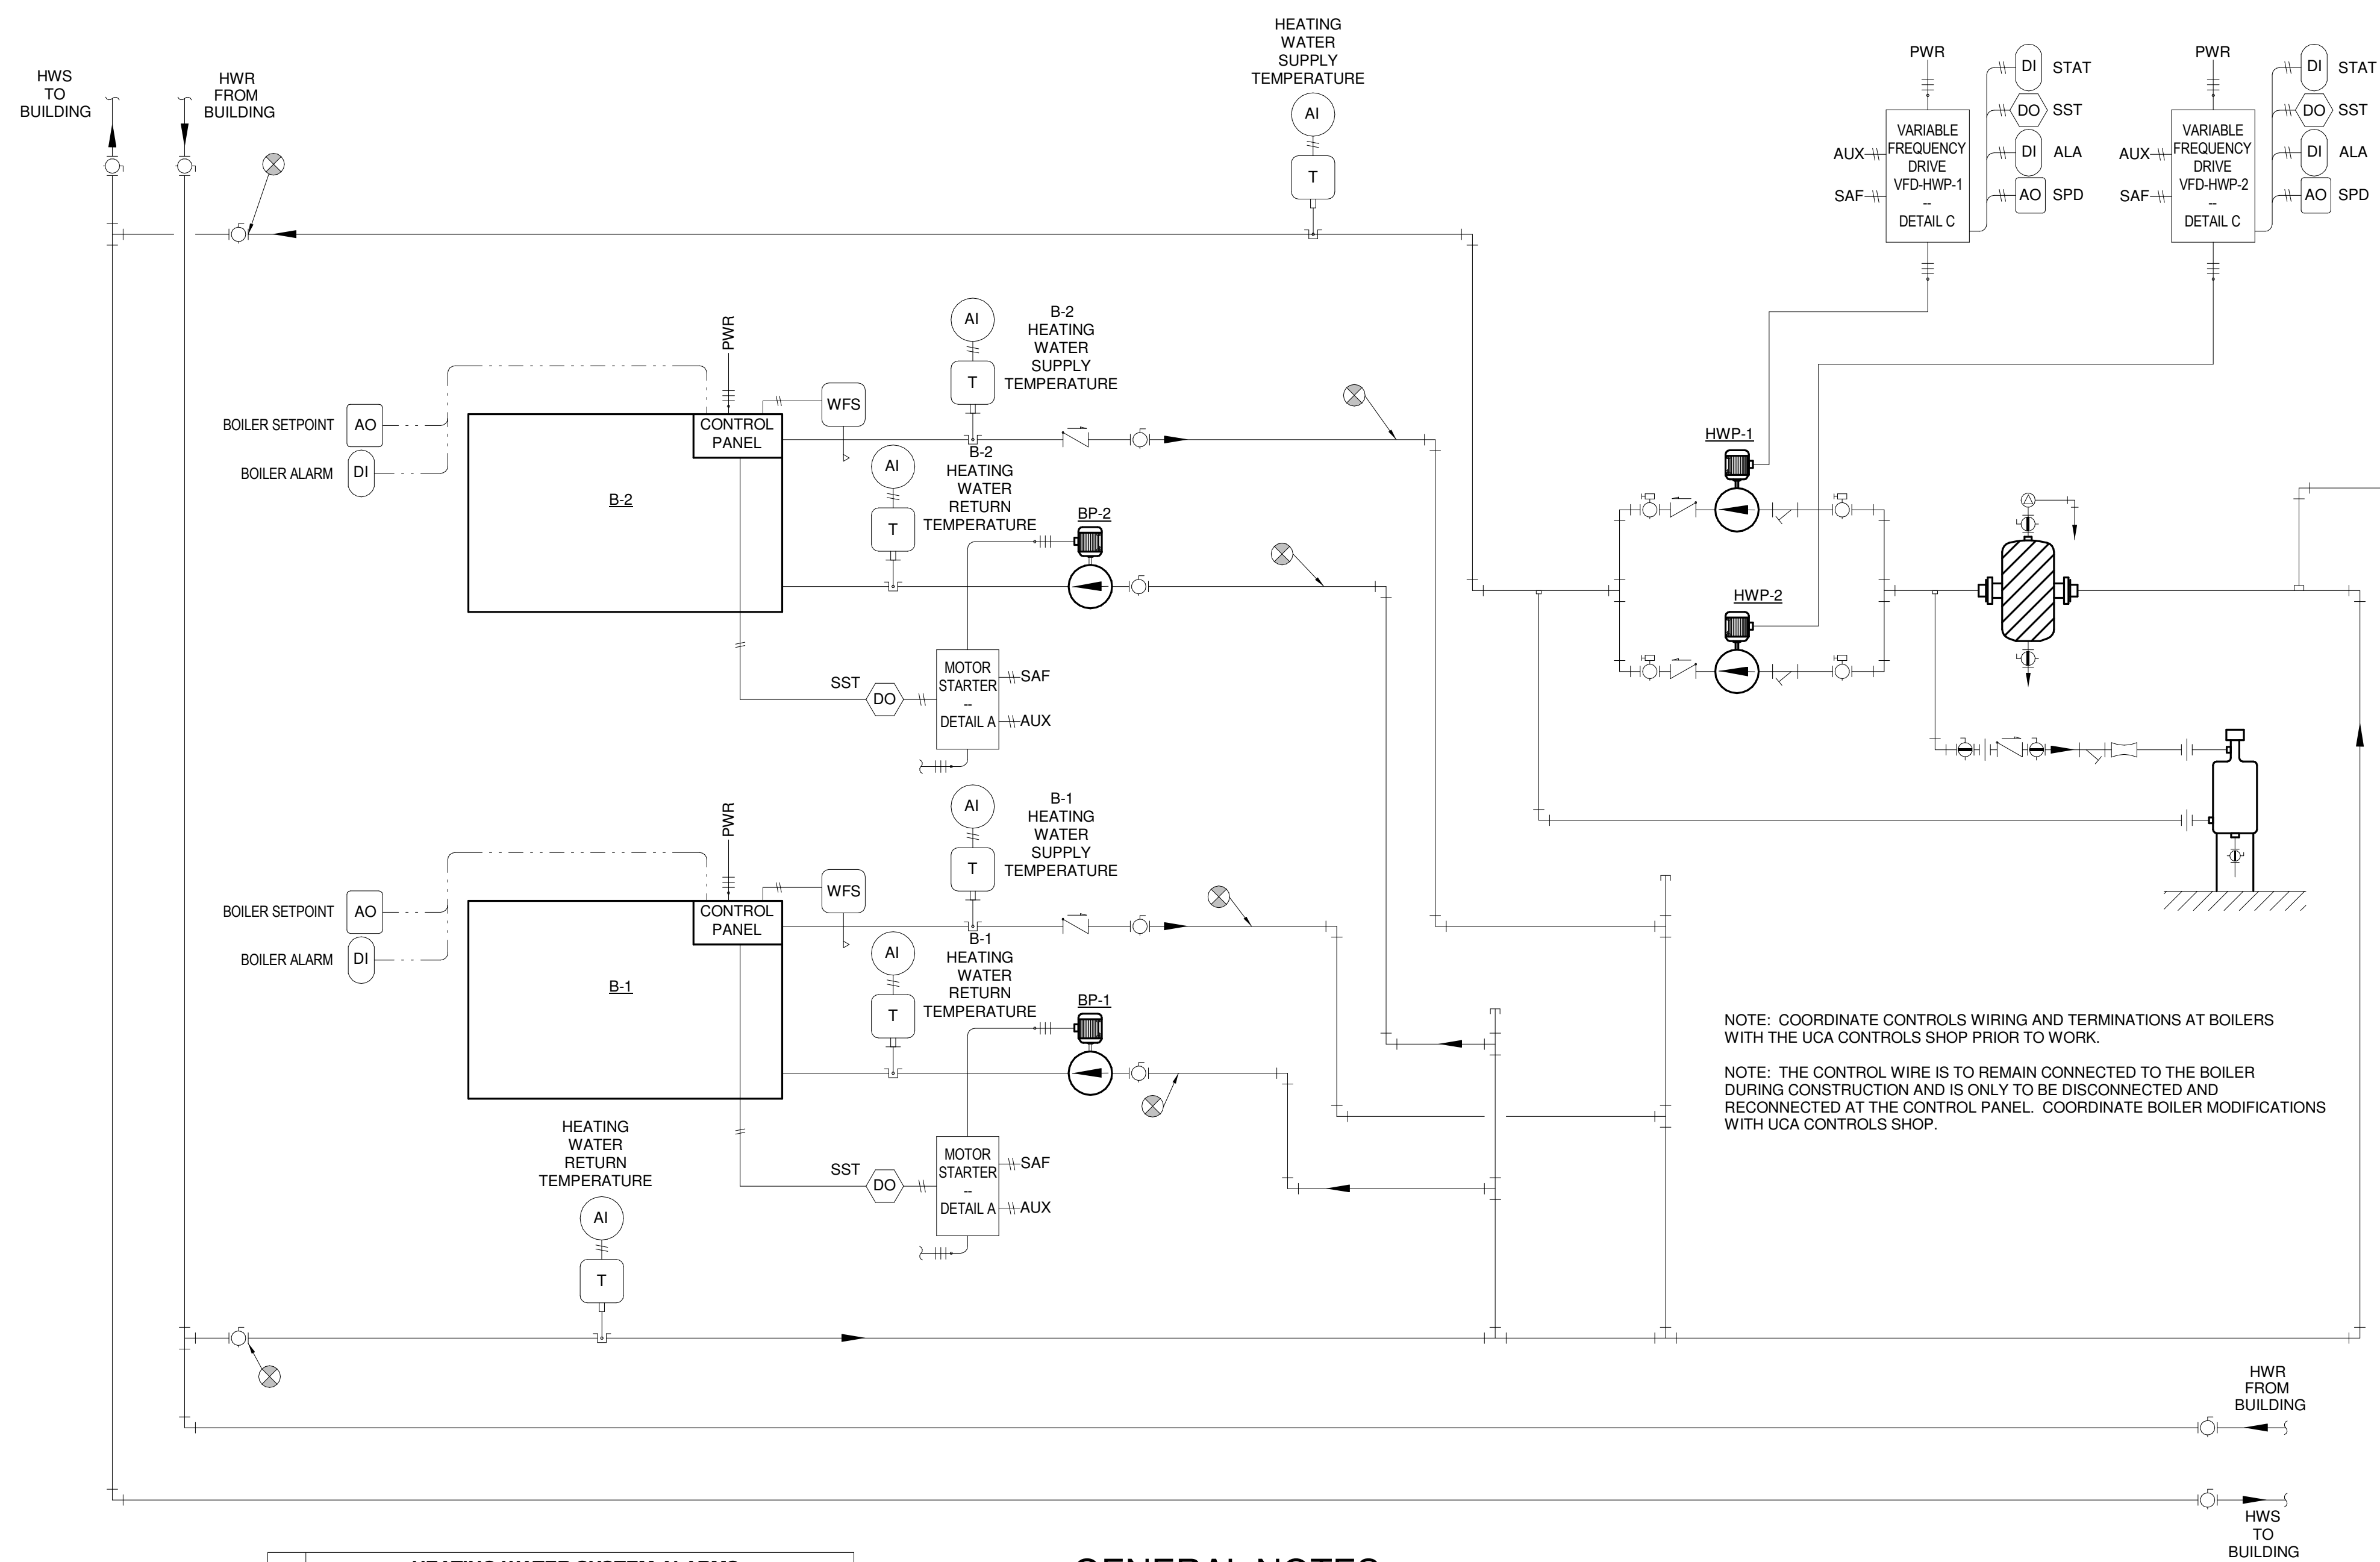 HEATING
WATER
SUPPLY
TEMPERATURE
AI
T
HWS
TO
BUILDING
HWR
FROM
BUILDING
PWR
DI STAT
DO SST
DI ALA
AO SPD
AUX
SAF
VARIABLE
FREQUENCY
DRIVE
VFD-HWP-1
--
DETAIL C
PWR
DI STAT
DO SST
DI ALA
AO SPD
AUX
SAF
VARIABLE
FREQUENCY
DRIVE
VFD-HWP-2
--
DETAIL C
PWR
AI
T
B-2
HEATING
WATER
SUPPLY
TEMPERATURE
WFS
BOILER SETPOINT AO
BOILER ALARM DI
CONTROL
PANEL
B-2
AI
T
B-2
HEATING
WATER
RETURN
TEMPERATURE
BP-2
HWP-1
HWP-2
SST
DO
MOTOR
STARTER
--
DETAIL A
SAF
AUX
PWR
AI
T
B-1
HEATING
WATER
SUPPLY
TEMPERATURE
WFS
BOILER SETPOINT AO
BOILER ALARM DI
CONTROL
PANEL
B-1
AI
T
B-1
HEATING
WATER
RETURN
TEMPERATURE
BP-1
SST
DO
MOTOR
STARTER
--
DETAIL A
SAF
AUX
HEATING
WATER
RETURN
TEMPERATURE
AI
T
NOTE: COORDINATE CONTROLS WIRING AND TERMINATIONS AT BOILERS
WITH THE UCA CONTROLS SHOP PRIOR TO WORK.
NOTE: THE CONTROL WIRE IS TO REMAIN CONNECTED TO THE BOILER
DURING CONSTRUCTION AND IS ONLY TO BE DISCONNECTED AND
RECONNECTED AT THE CONTROL PANEL. COORDINATE BOILER MODIFICATIONS
WITH UCA CONTROLS SHOP.
HWR
FROM
BUILDING
HWS
TO
BUILDING
HEATING WATER SYSTEM ALARMS
GENERAL NOTES